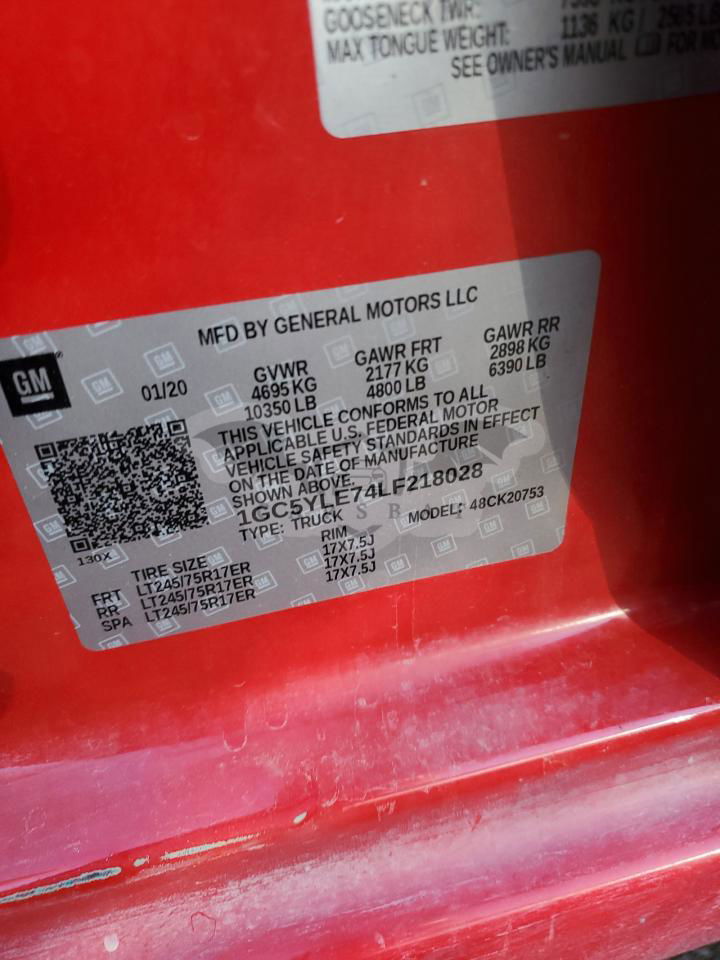 GOOSENECK TWR:
MAX TONGUE WEIGHT: 1136 KG
SEE OWNER'S MANUAL FOR
MFD BY GENERAL MOTORS LLC
GM
01/20
GVWR GAWR FRT GAWR RR
4695 KG 2177 KG 2898 KG
10350 LB 4800 LB 6390 LB
THIS VEHICLE CONFORMS TO ALL
APPLICABLE U.S. FEDERAL MOTOR
VEHICLE SAFETY STANDARDS IN EFFECT
ON THE DATE OF MANUFACTURE
SHOWN ABOVE.
1GC5YLE74LF218028
TYPE: TRUCK MODEL: 48CK20753
130X
TIRE SIZE RIM
FRT LT245/75R17ER 17X7.5J
RR LT245/75R17ER 17X7.5J
SPA LT245/75R17ER 17X7.5J